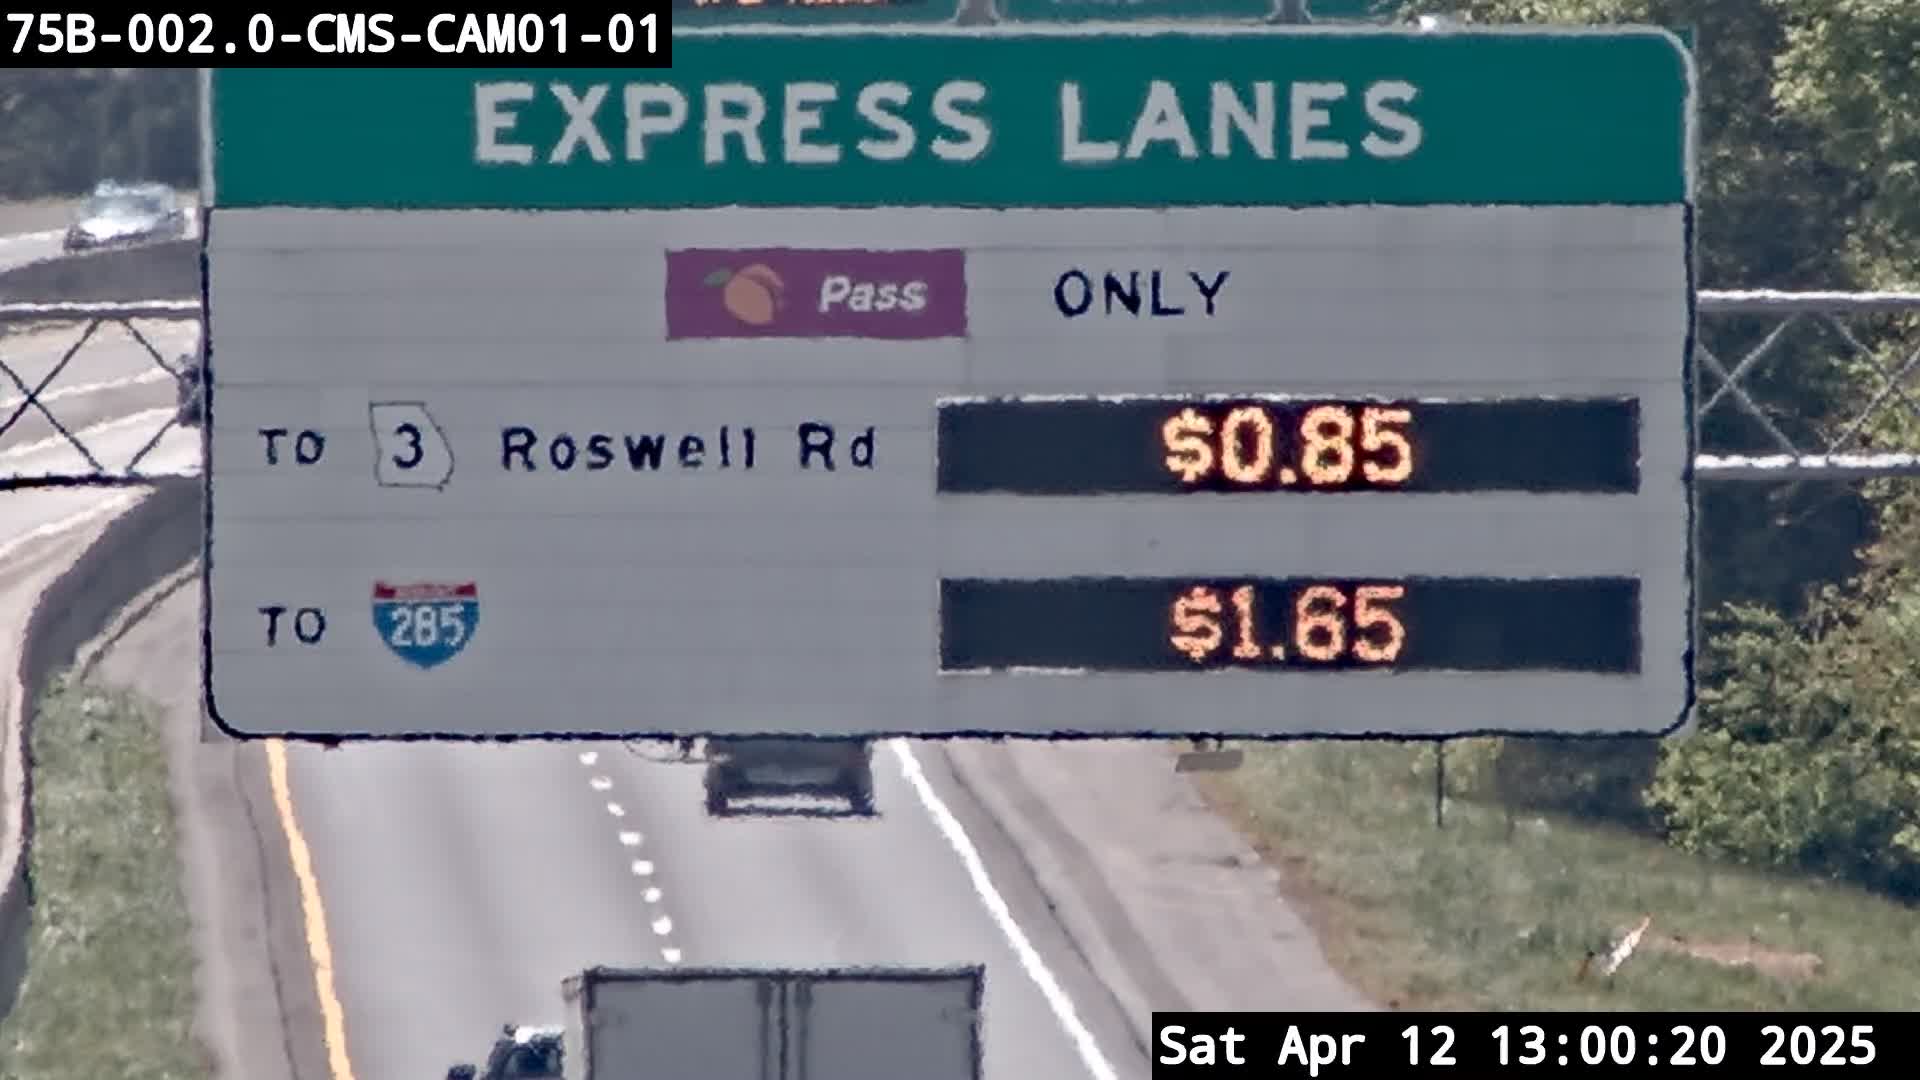 75B-002.0-CMS-CAM01-01
EXPRESS LANES
Pass ONLY
TO 3 Roswell Rd $0.85
TO 285 $1.65
Sat Apr 12 13:00:20 2025